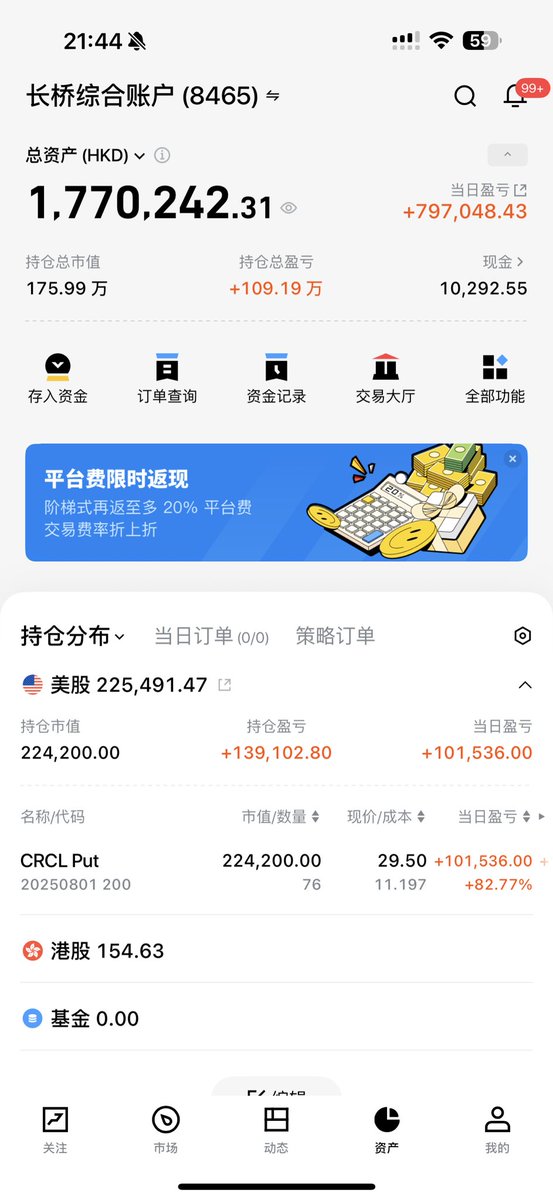 21:44
59
长桥综合账户 (8465)
99+
总资产 (HKD)
1,770,242.31
当日盈亏
+797,048.43
持仓总市值 持仓总盈亏 现金
175.99 万 +109.19 万 10,292.55
存入资金 订单查询 资金记录 交易大厅 全部功能
平台费限时返现
阶梯式再返至多 20% 平台费
交易费率折上折
20%
持仓分布 当日订单 (0/0) 策略订单
美股 225,491.47
持仓市值 持仓盈亏 当日盈亏
224,200.00 +139,102.80 +101,536.00
名称/代码 市值/数量 现价/成本 当日盈亏
CRCL Put 224,200.00 29.50 +101,536.00 +
20250801 200 76 11.197 +82.77%
港股 154.63
基金 0.00
编辑
关注 市场 动态 资产 我的